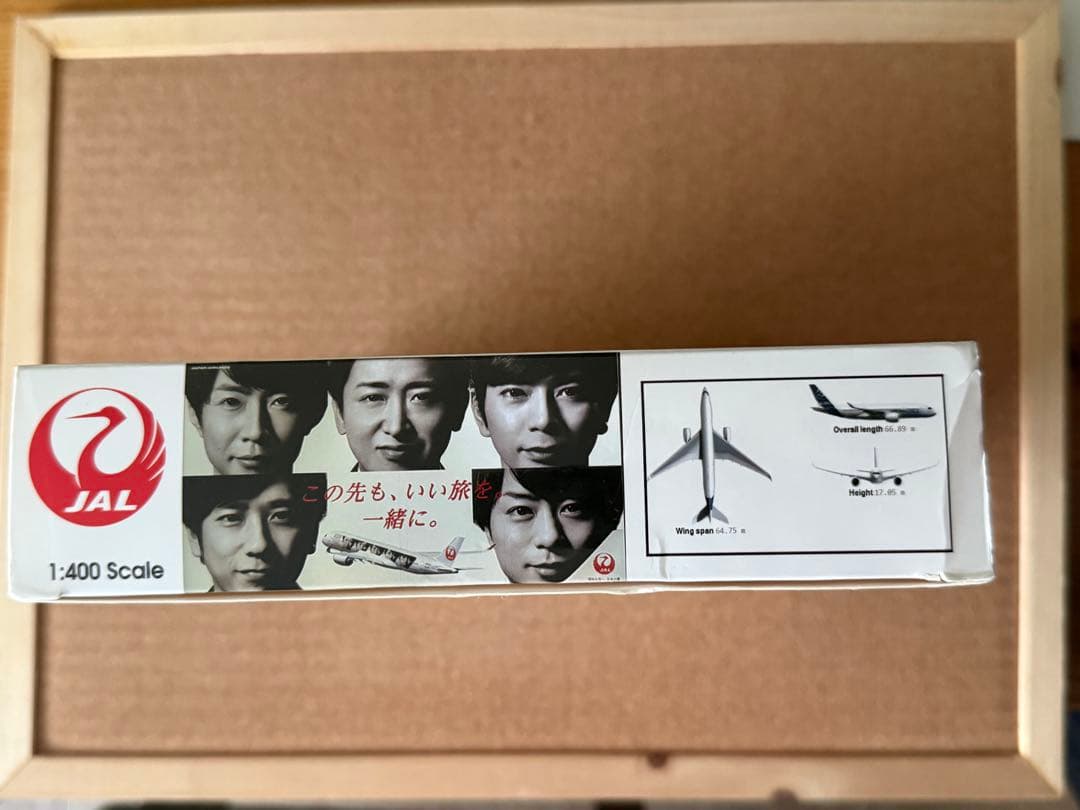 JAL
1:400 Scale
この先も、いい旅を。
一緒に。
JAL
Wing span 64.75 m
Overall length 66.89 m
Height 17.05 m